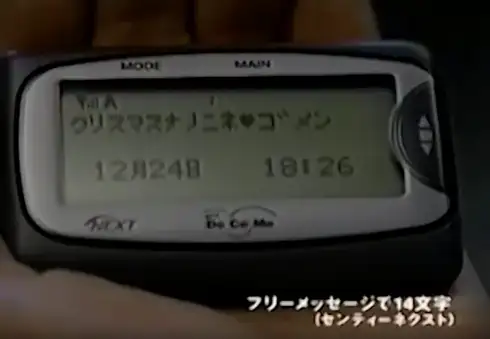 MODE MAIN
クリスマスナノニネ♥ゴメン
12月24日 18:26
NEXT DoCoMo
フリーメッセージで14文字
(センティーネクスト)